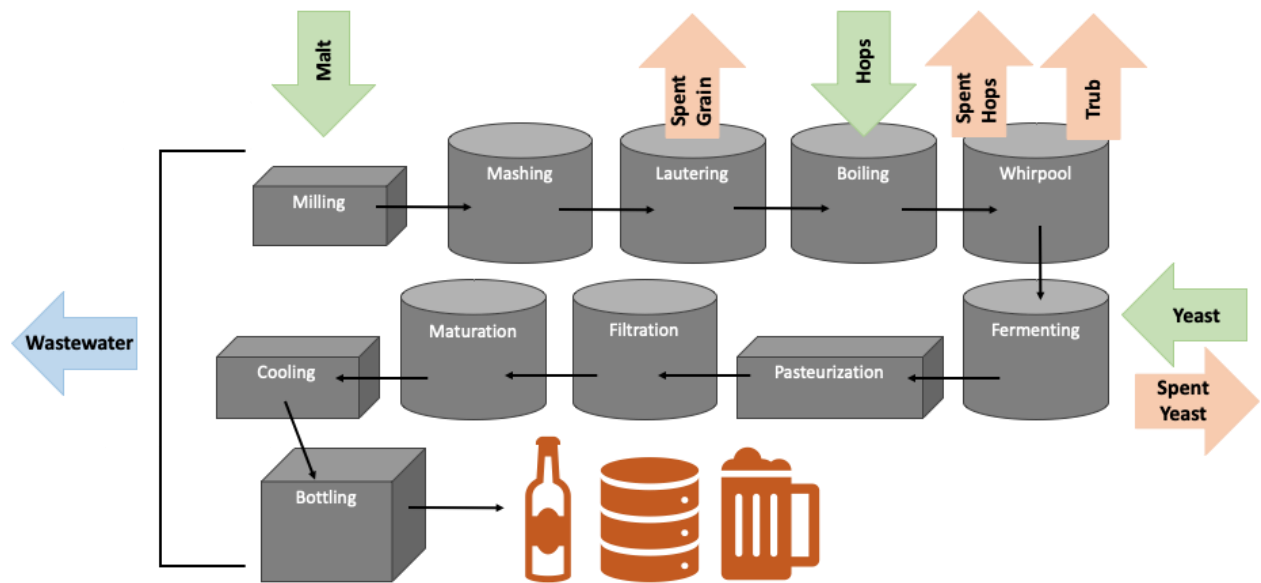 Malt
Spent
Grain
Hops
Spent
Hops
Trub
Milling
Mashing
Lautering
Boiling
Whirpool
Wastewater
Cooling
Maturation
Filtration
Pasteurization
Fermenting
Yeast
Spent
Yeast
Bottling